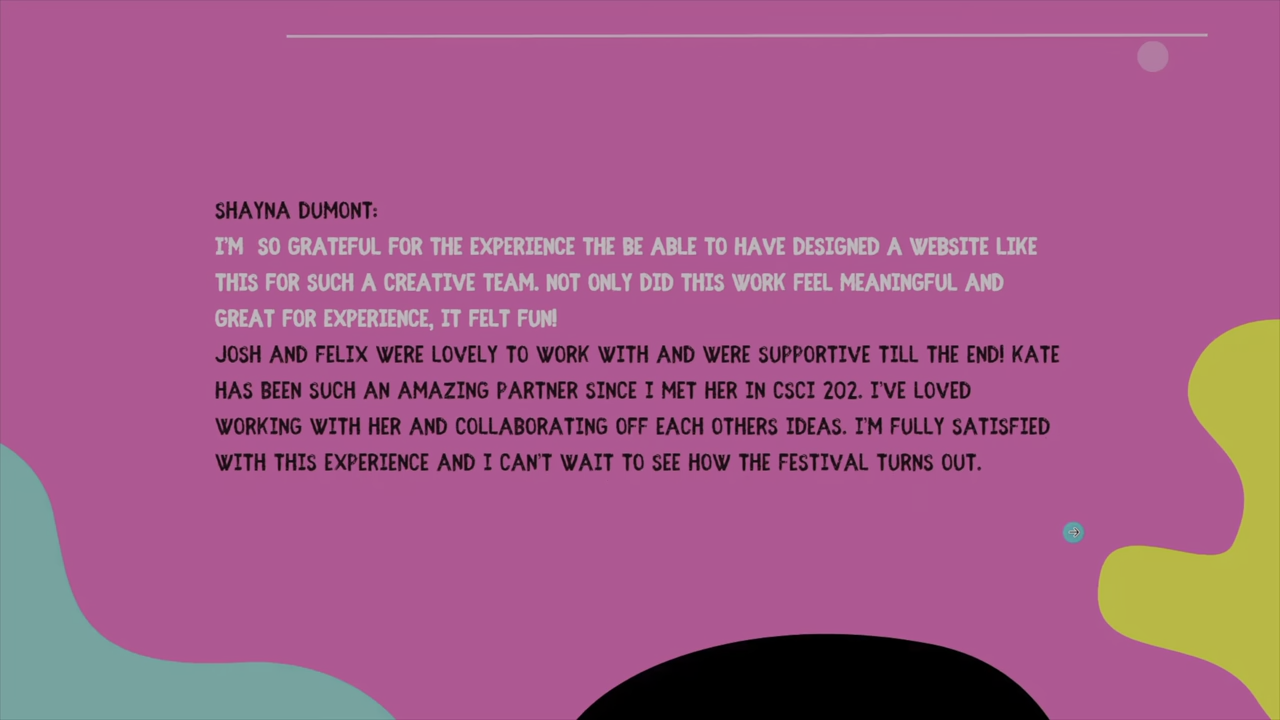 SHAYNA DUMONT:
I'M SO GRATEFUL FOR THE EXPERIENCE THE BE ABLE TO HAVE DESIGNED A WEBSITE LIKE
THIS FOR SUCH A CREATIVE TEAM. NOT ONLY DID THIS WORK FEEL MEANINGFUL AND
GREAT FOR EXPERIENCE, IT FELT FUN!
JOSH AND FELIX WERE LOVELY TO WORK WITH AND WERE SUPPORTIVE TILL THE END! KATE
HAS BEEN SUCH AN AMAZING PARTNER SINCE I MET HER IN CSCI 202. I'VE LOVED
WORKING WITH HER AND COLLABORATING OFF EACH OTHERS IDEAS. I'M FULLY SATISFIED
WITH THIS EXPERIENCE AND I CAN'T WAIT TO SEE HOW THE FESTIVAL TURNS OUT.